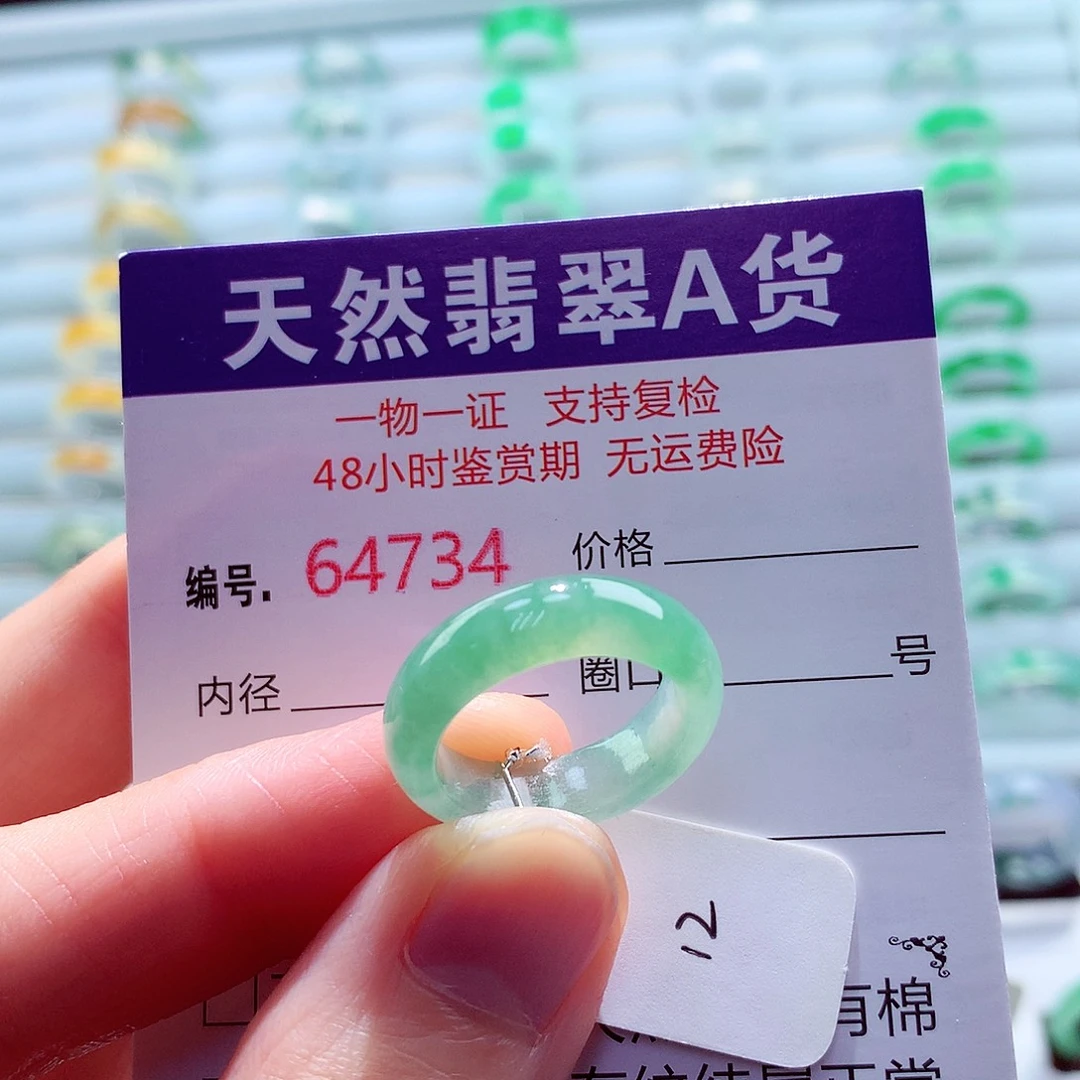 天然翡翠A货
一物一证 支持复检
48小时鉴赏期 无运费险
编号. 64734 价格
内径 圈口 号
12
有棉